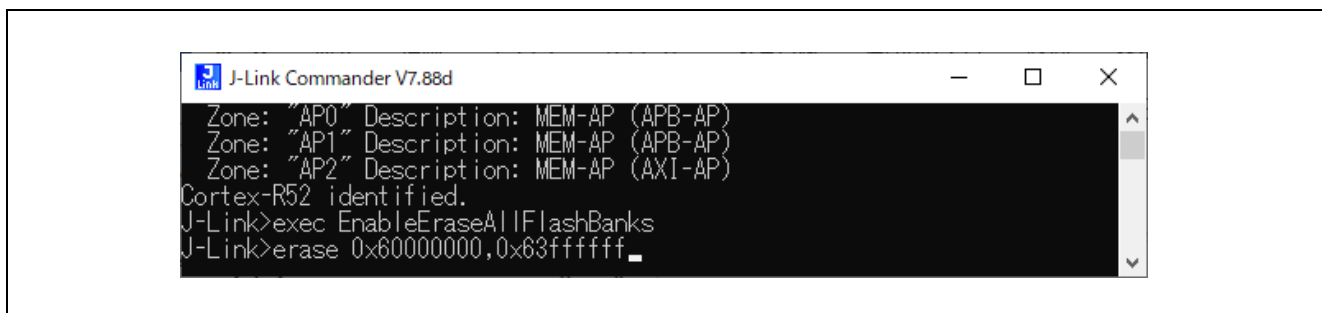 J-Link Commander V7.88d
Zone: "AP0" Description: MEM-AP (APB-AP)
Zone: "AP1" Description: MEM-AP (APB-AP)
Zone: "AP2" Description: MEM-AP (AXI-AP)
Cortex-R52 identified.
J-Link>exec EnableEraseAllFlashBanks
J-Link>erase 0x60000000,0x63ffffff